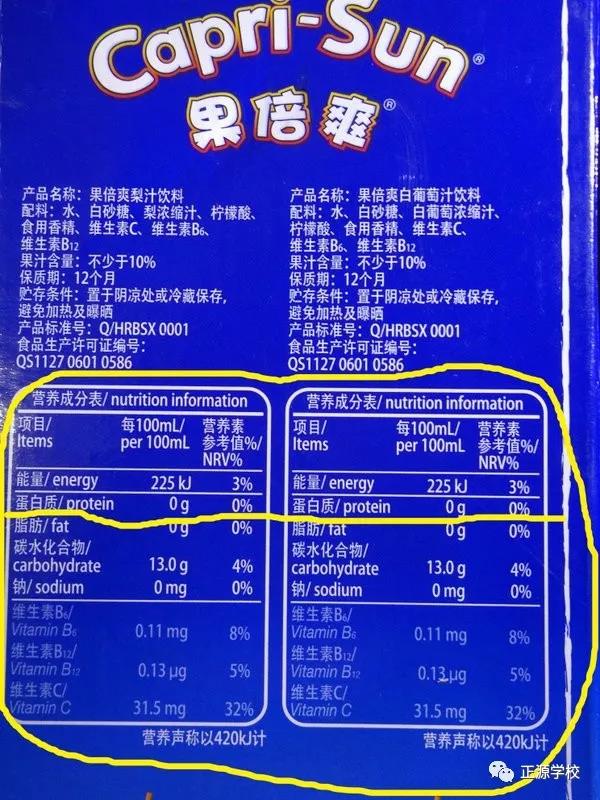 Capri-Sun®
果倍爽®
产品名称：果倍爽梨汁饮料
配料：水、白砂糖、梨浓缩汁、柠檬酸、
食用香精、维生素C、维生素B₆、
维生素B₁₂
果汁含量：不少于10%
保质期：12个月
贮存条件：置于阴凉处或冷藏保存，
避免加热及曝晒
产品标准号：Q/HRBSX 0001
食品生产许可证编号：
QS1127 0601 0586
产品名称：果倍爽白葡萄汁饮料
配料：水、白砂糖、白葡萄浓缩汁、
柠檬酸、食用香精、维生素C、
维生素B₆、维生素B₁₂
果汁含量：不少于10%
保质期：12个月
贮存条件：置于阴凉处或冷藏保存，
避免加热及曝晒
产品标准号：Q/HRBSX 0001
食品生产许可证编号：
QS1127 0601 0586
营养成分表/ nutrition information
项目/ 每100mL/ 营养素
Items per 100mL 参考值%/
NRV%
能量/ energy 225 kJ 3%
蛋白质/ protein 0 g 0%
脂肪/ fat 0 g 0%
碳水化合物/
carbohydrate 13.0 g 4%
钠/ sodium 0 mg 0%
维生素B₆/
Vitamin B₆ 0.11 mg 8%
维生素B₁₂/
Vitamin B₁₂ 0.13 µg 5%
维生素C/
Vitamin C 31.5 mg 32%
营养声称以420kJ计
营养成分表/ nutrition information
项目/ 每100mL/ 营养素
Items per 100mL 参考值%/
NRV%
能量/ energy 225 kJ 3%
蛋白质/ protein 0 g 0%
脂肪/ fat 0 g 0%
碳水化合物/
carbohydrate 13.0 g 4%
钠/ sodium 0 mg 0%
维生素B₆/
Vitamin B₆ 0.11 mg 8%
维生素B₁₂/
Vitamin B₁₂ 0.13 µg 5%
维生素C/
Vitamin C 31.5 mg 32%
营养声称以420kJ计
正源学校